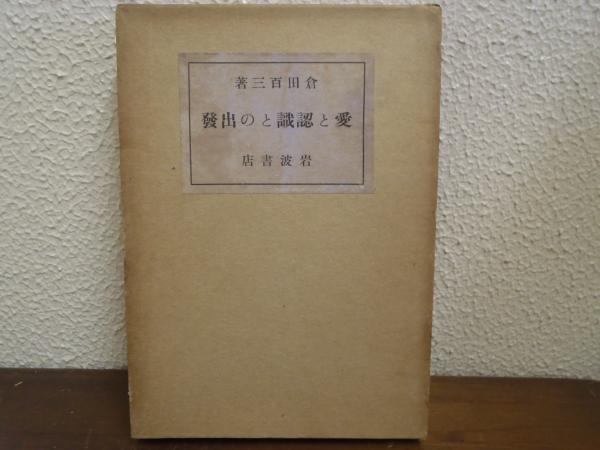 倉田百三著
愛と認識との出發
岩波書店